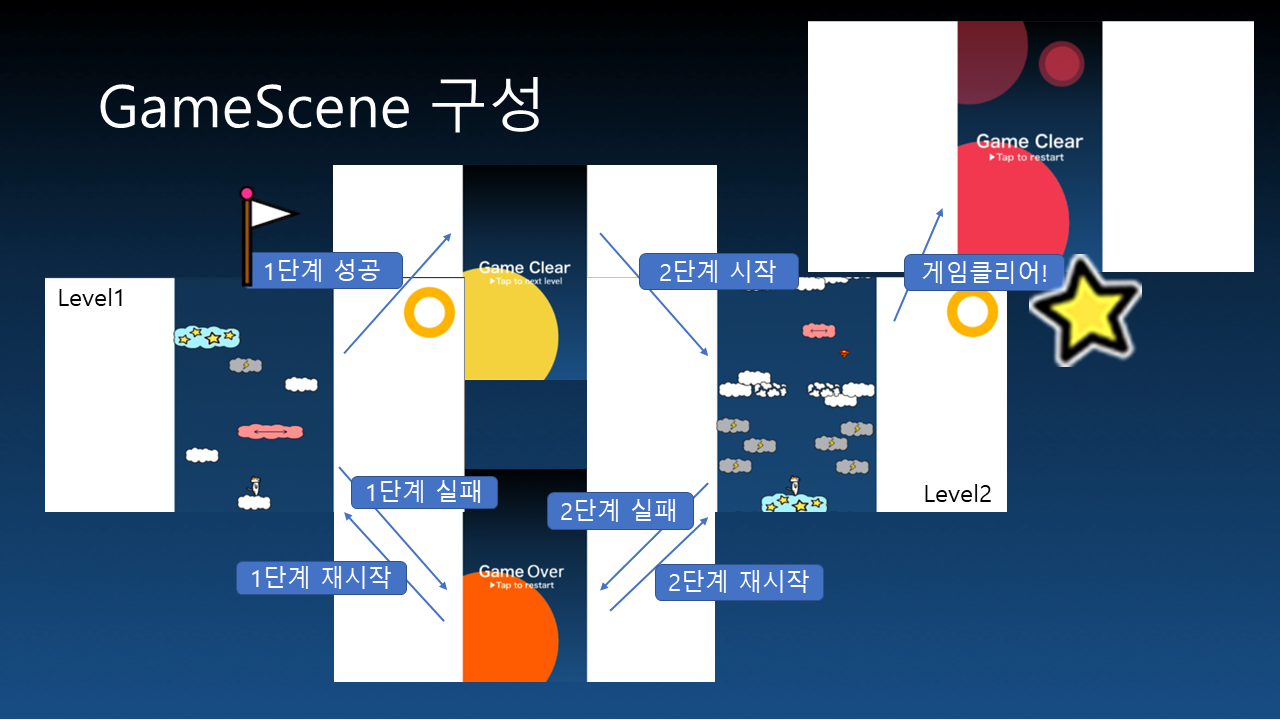 GameScene 구성
Game Clear
▶Tap to restart
1단계 성공
Game Clear
▶Tap to next level
2단계 시작
게임클리어!
Level1
Level2
1단계 실패
2단계 실패
Game Over
▶Tap to restart
1단계 재시작
2단계 재시작